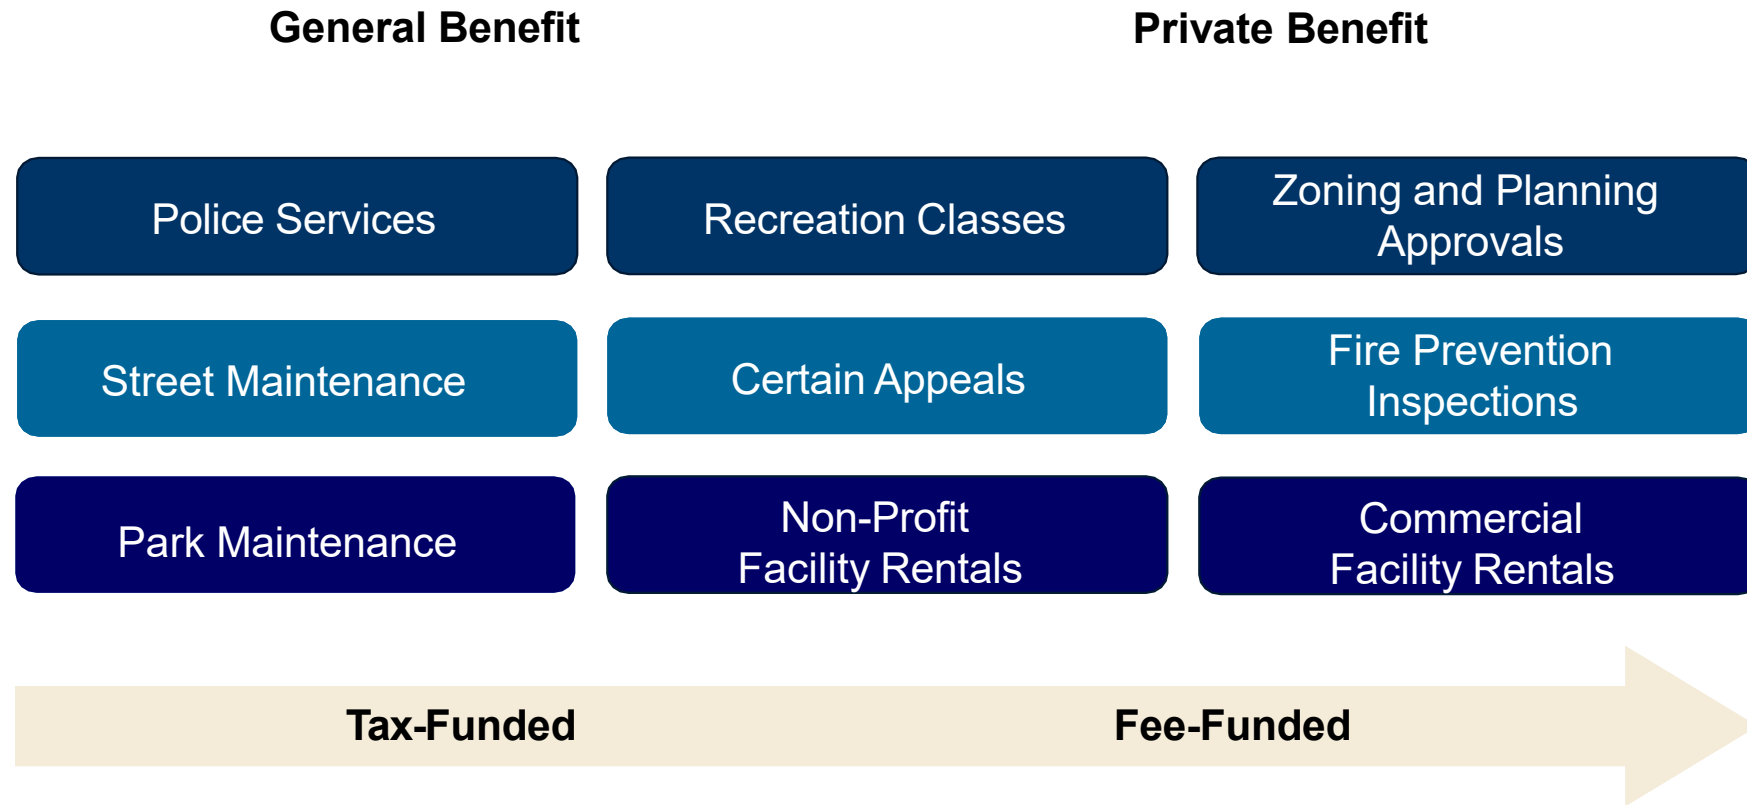 General Benefit
Private Benefit
Police Services
Recreation Classes
Zoning and Planning
Approvals
Street Maintenance
Certain Appeals
Fire Prevention
Inspections
Park Maintenance
Non-Profit
Facility Rentals
Commercial
Facility Rentals
Tax-Funded
Fee-Funded